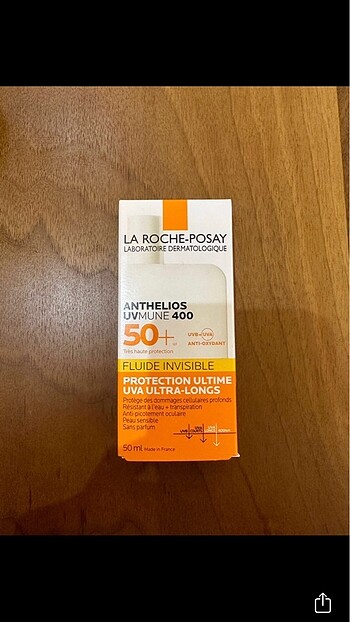 LA ROCHE-POSAY
LABORATOIRE DERMATOLOGIQUE
ANTHELIOS
UVMUNE 400
50+
Très haute protection
UVB+UVA
ANTI-OXYDANT
FLUIDE INVISIBLE
PROTECTION ULTIME
UVA ULTRA-LONGS
Protège des dommages cellulaires profonds
Résistant à l'eau + transpiration
Anti-picotement oculaire
Peau sensible
Sans parfum
50 ml Made in France